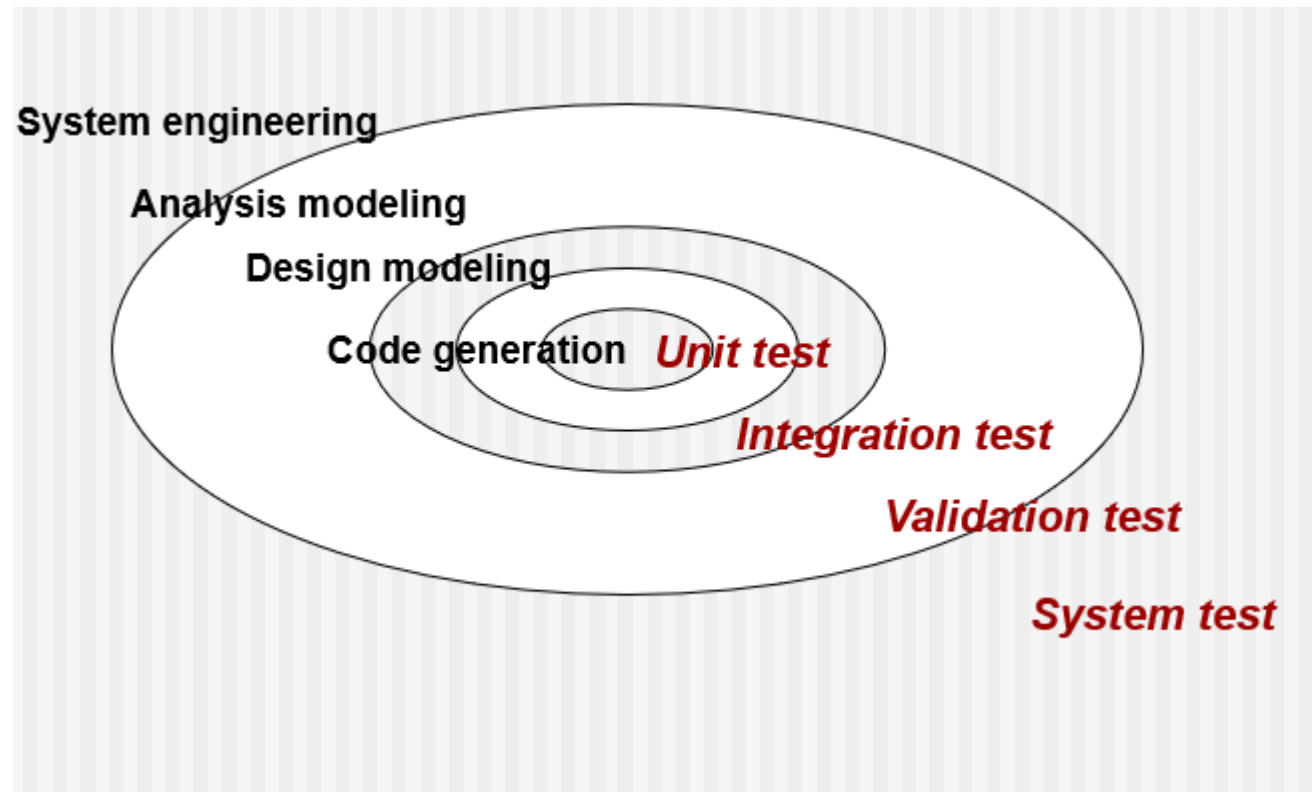 System engineering
Analysis modeling
Design modeling
Code generation
Unit test
Integration test
Validation test
System test